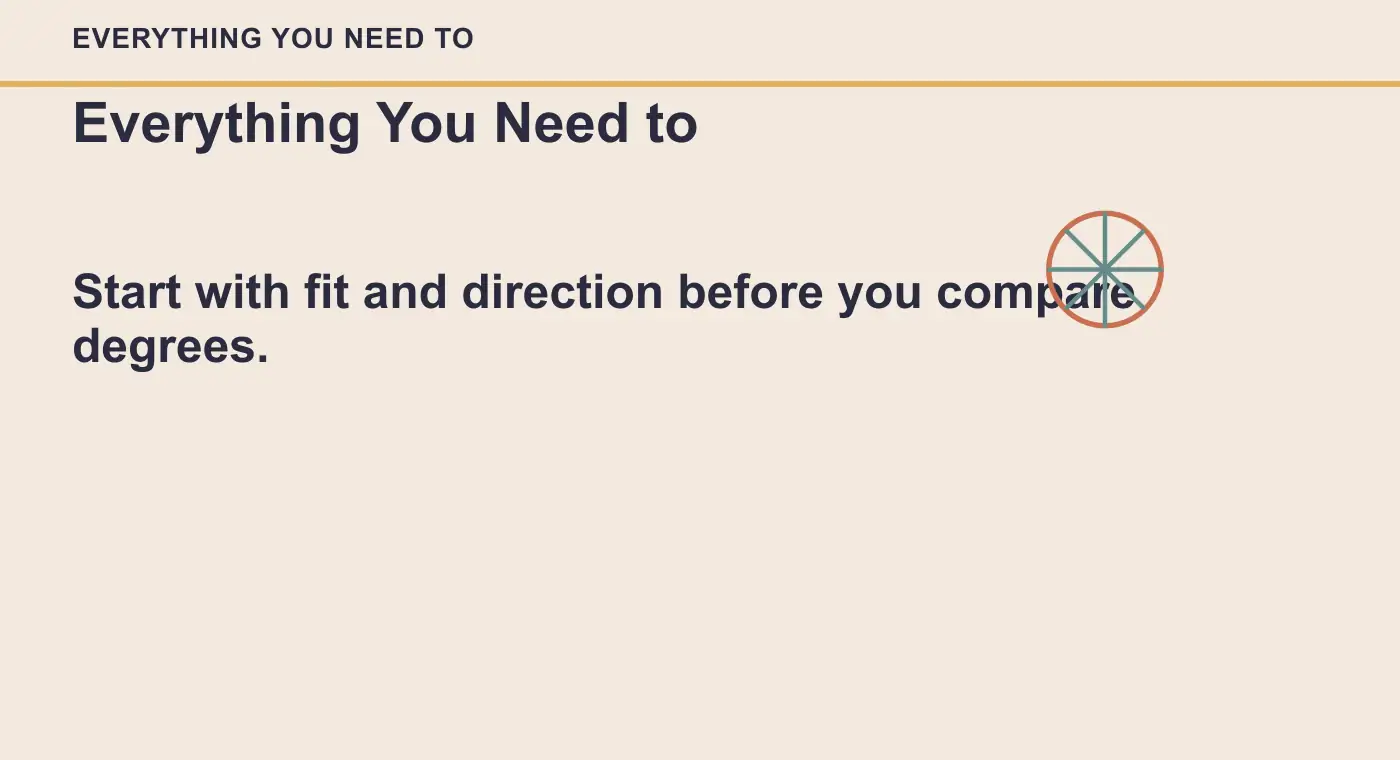 EVERYTHING YOU NEED TO
Everything You Need to
Start with fit and direction before you compare
degrees.